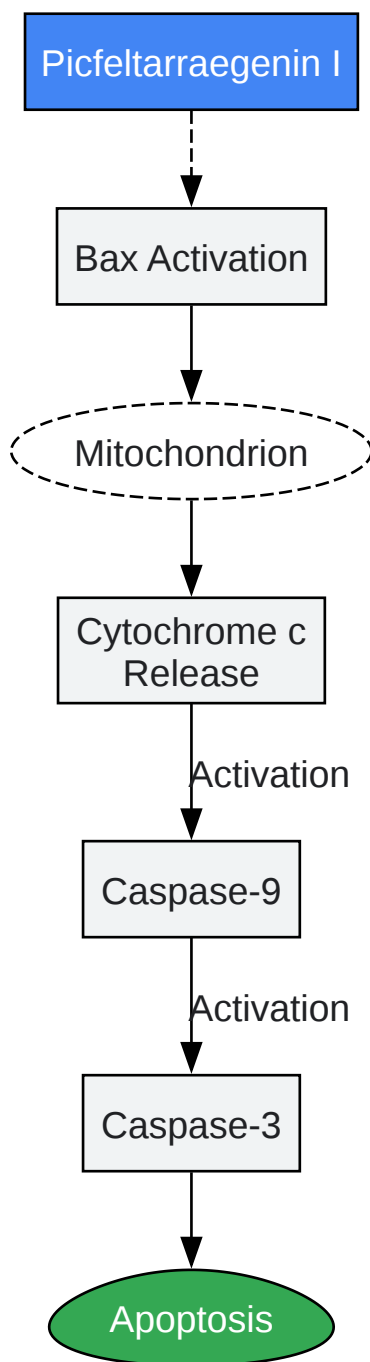 Picfeltarraegenin I
Bax Activation
Mitochondrion
Cytochrome c
Release
Activation
Caspase-9
Activation
Caspase-3
Apoptosis